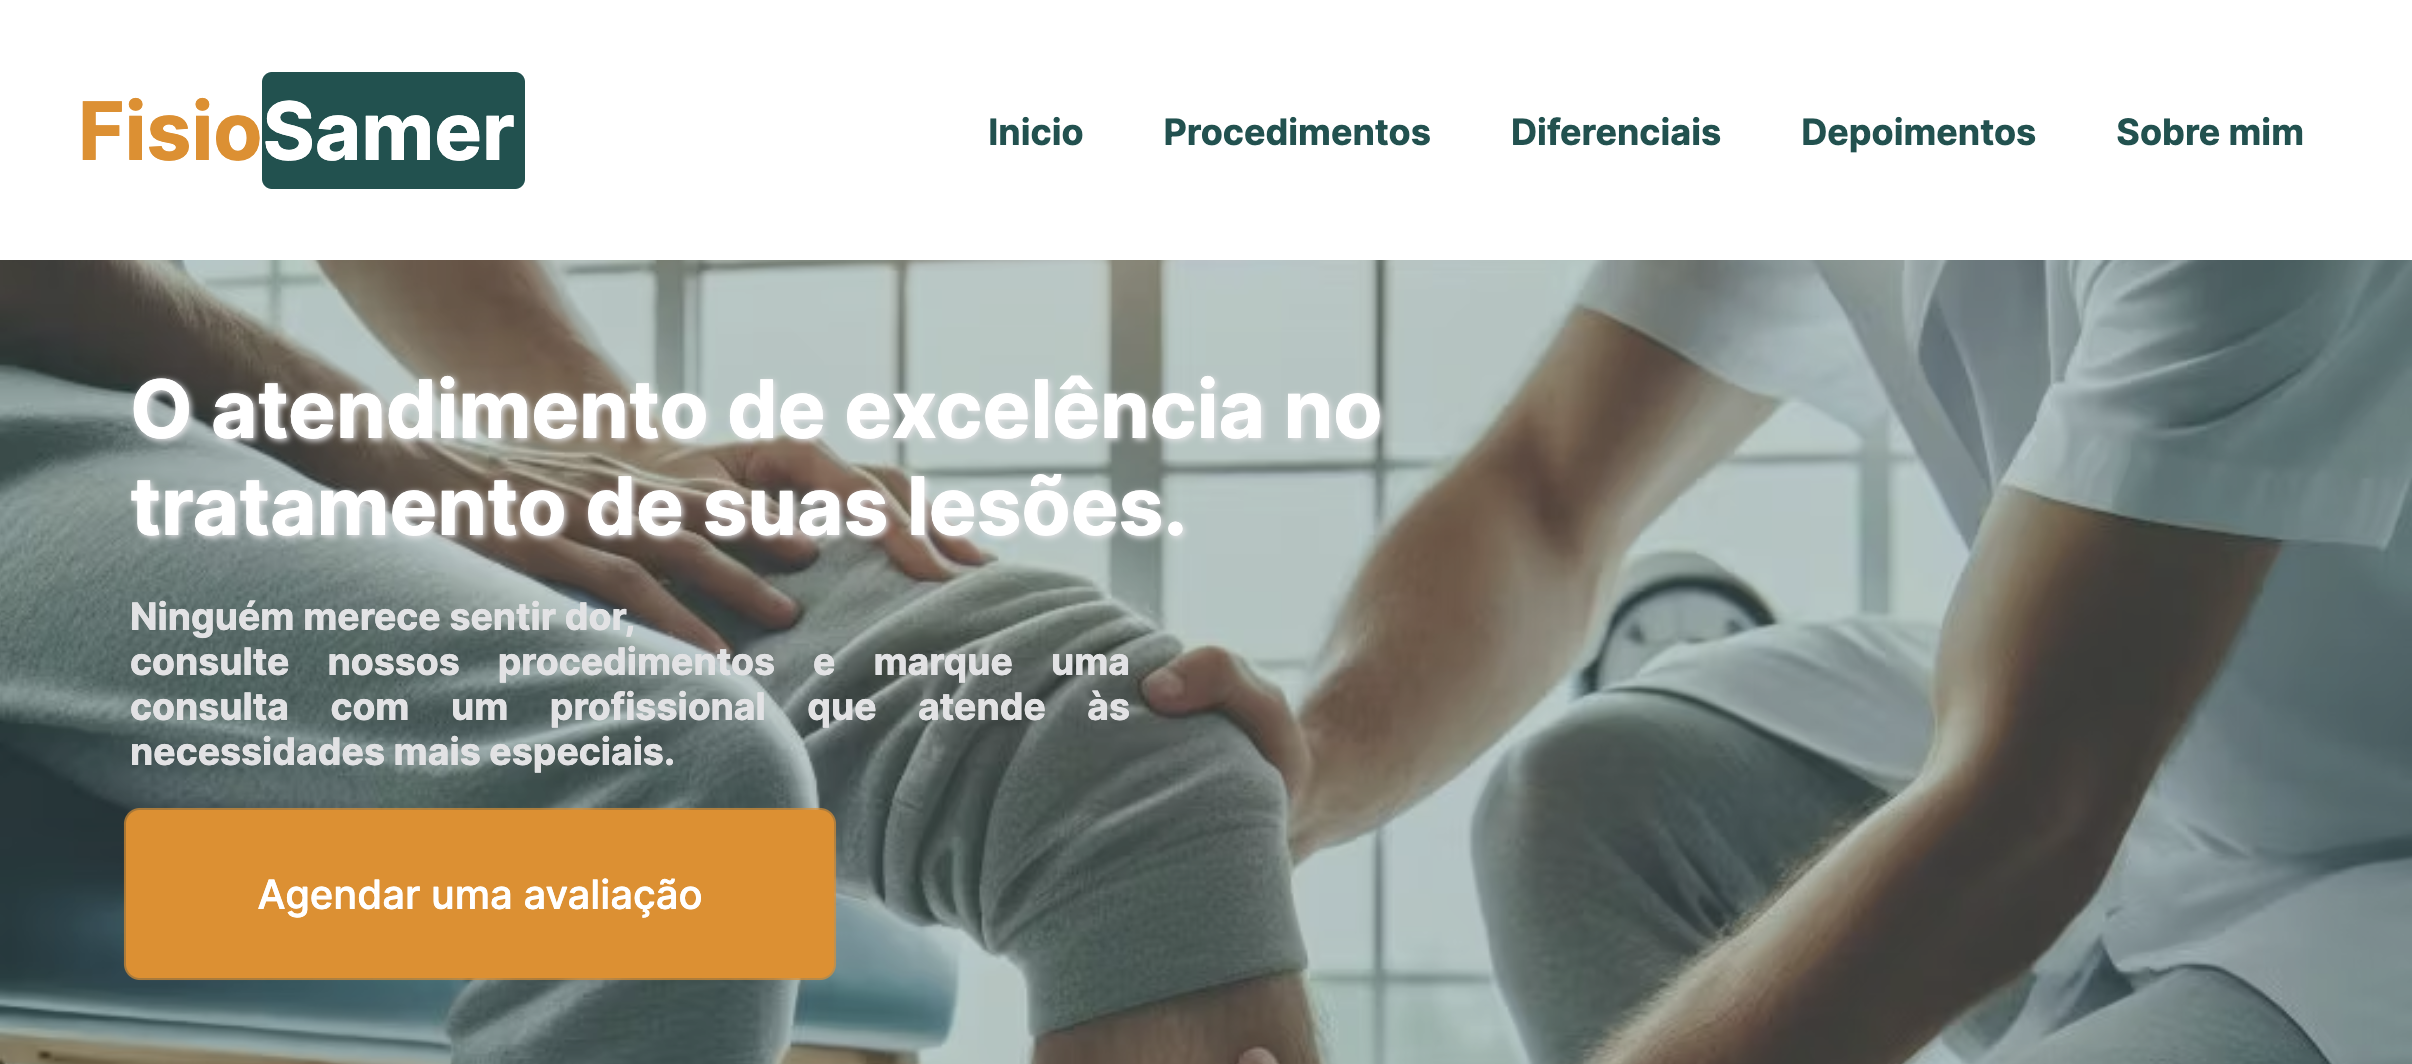 FisioSamer
Inicio Procedimentos Diferenciais Depoimentos Sobre mim
O atendimento de excelência no
tratamento de suas lesões.
Ninguém merece sentir dor,
consulte nossos procedimentos e marque uma
consulta com um profissional que atende às
necessidades mais especiais.
Agendar uma avaliação